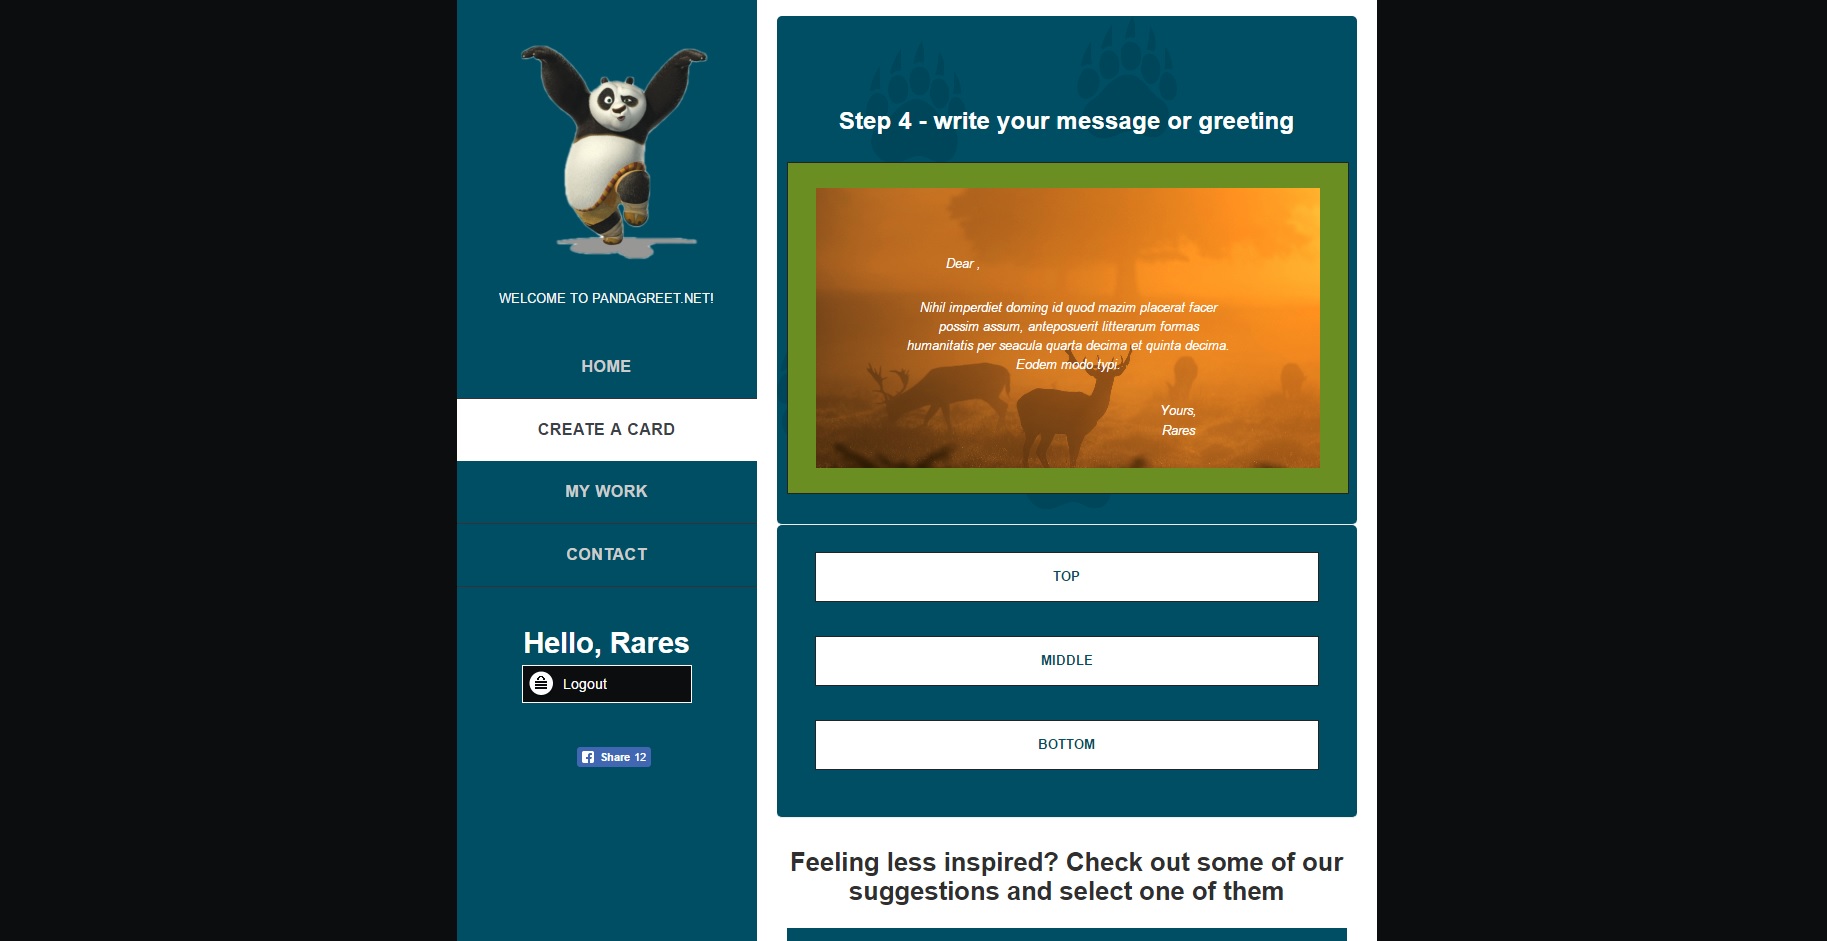 WELCOME TO PANDAGREET.NET!
HOME
CREATE A CARD
MY WORK
CONTACT
Hello, Rares
Logout
Share 12
Step 4 - write your message or greeting
Dear ,
Nihil imperdiet doming id quod mazim placerat facer
possim assum, anteposuerit litterarum formas
humanitatis per seacula quarta decima et quinta decima.
Eodem modo typi.
Yours,
Rares
TOP
MIDDLE
BOTTOM
Feeling less inspired? Check out some of our
suggestions and select one of them